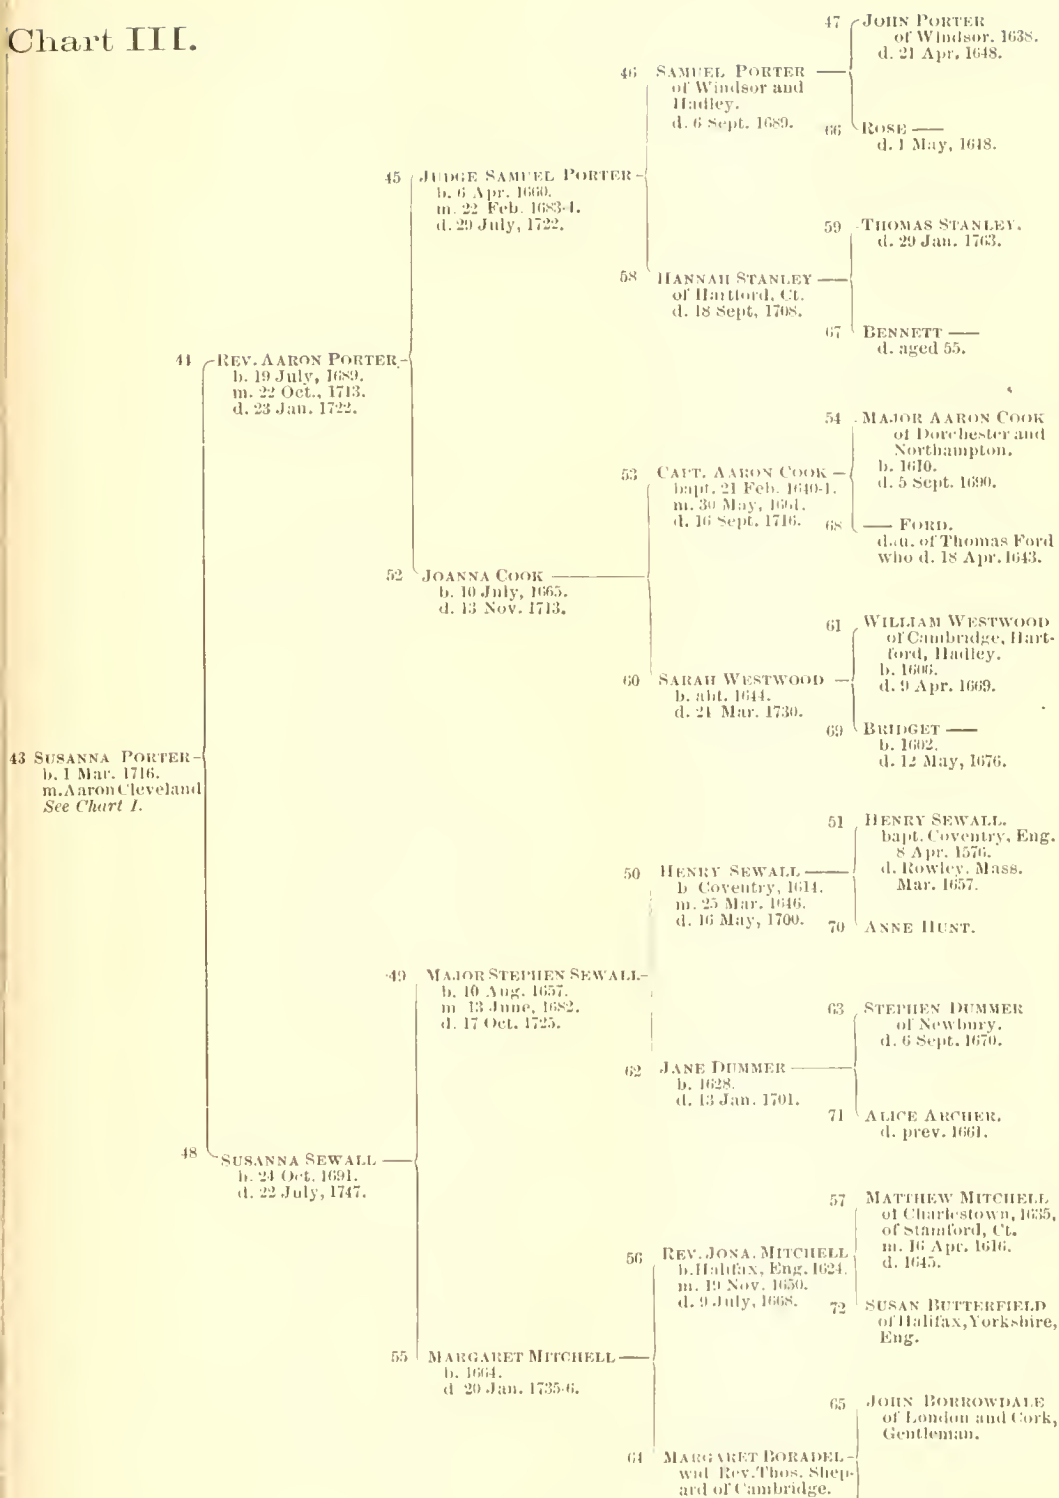 Chart III.
43 SUSANNA PORTER
b. 1 Mar. 1716.
m. Aaron Cleveland
See Chart 1.
44 REV. AARON PORTER
b. 19 July, 1689.
m. 22 Oct., 1713.
d. 23 Jan. 1722.
48 SUSANNA SEWALL
b. 24 Oct. 1691.
d. 22 July, 1747.
45 JUDGE SAMUEL PORTER
b. 6 Apr. 1660.
m. 22 Feb. 1683-4.
d. 29 July, 1722.
52 JOANNA COOK
b. 10 July, 1665.
d. 13 Nov. 1713.
49 MAJOR STEPHEN SEWALL
b. 10 Aug. 1657.
m 13 June, 1682.
d. 17 Oct. 1725.
55 MARGARET MITCHELL
b. 1664.
d 20 Jan. 1735-6.
46 SAMUEL PORTER
of Windsor and
Hadley.
d. 6 Sept. 1689.
58 HANNAH STANLEY
of Hartford, Ct.
d. 18 Sept, 1708.
53 CAPT. AARON COOK
bapt. 21 Feb. 1640-1.
m. 30 May, 1661.
d. 16 Sept. 1716.
60 SARAH WESTWOOD
b. abt. 1644.
d. 24 Mar. 1730.
50 HENRY SEWALL
b Coventry, 1614.
m. 25 Mar. 1646.
d. 16 May, 1700.
62 JANE DUMMER
b. 1628.
d. 13 Jan. 1701.
56 REV. JONA. MITCHELL
b. Halifax, Eng. 1624.
m. 19 Nov. 1650.
d. 9 July, 1668.
64 MARGARET BORADEL
wid Rev. Thos. Shep-
ard of Cambridge.
47 JOHN PORTER
of Windsor. 1638.
d. 21 Apr. 1648.
66 ROSE —
d. 1 May, 1648.
59 THOMAS STANLEY.
d. 29 Jan. 1763.
67 BENNETT —
d. aged 55.
54 MAJOR AARON COOK
of Dorchester and
Northampton.
b. 1610.
d. 5 Sept. 1690.
68 — FORD.
dau. of Thomas Ford
who d. 18 Apr. 1643.
61 WILLIAM WESTWOOD
of Cambridge, Hart-
ford, Hadley.
b. 1606.
d. 9 Apr. 1669.
69 BRIDGET —
b. 1602.
d. 12 May, 1676.
51 HENRY SEWALL.
bapt. Coventry, Eng.
8 Apr. 1576.
d. Rowley, Mass.
Mar. 1657.
70 ANNE HUNT.
63 STEPHEN DUMMER
of Newbury.
d. 6 Sept. 1670.
71 ALICE ARCHER.
d. prev. 1661.
57 MATTHEW MITCHELL
of Charlestown, 1635,
of Stamford, Ct.
m. 16 Apr. 1616.
d. 1645.
72 SUSAN BUTTERFIELD
of Halifax, Yorkshire,
Eng.
65 JOHN BORROWDALE
of London and Cork,
Gentleman.